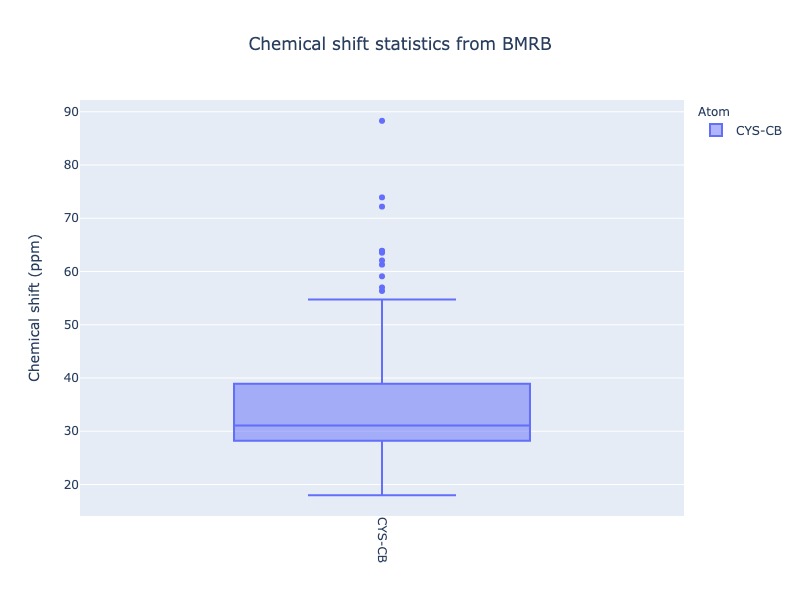 Chemical shift statistics from BMRB
Atom
CYS-CB
90
80
70
60
50
40
30
20
Chemical shift (ppm)
CYS-CB